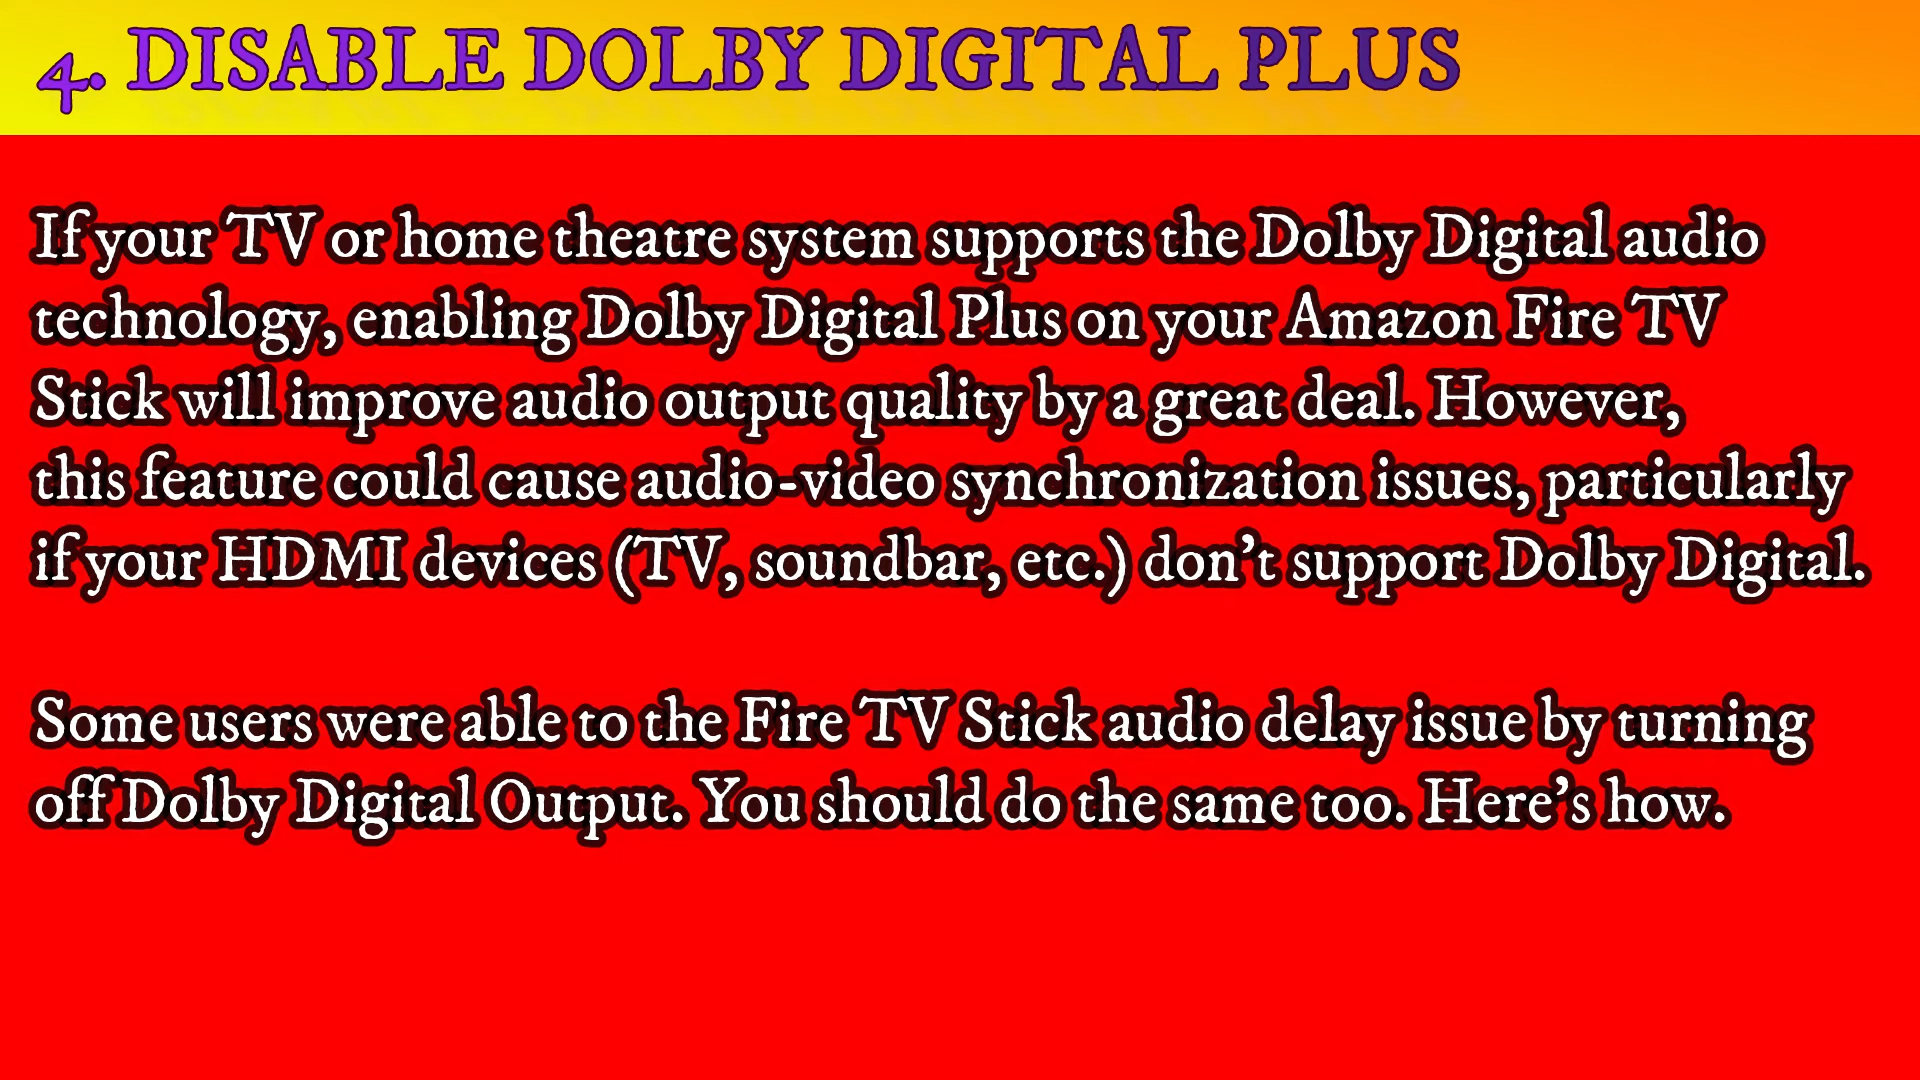 4. DISABLE DOLBY DIGITAL PLUS
If your TV or home theatre system supports the Dolby Digital audio
technology, enabling Dolby Digital Plus on your Amazon Fire TV
Stick will improve audio output quality by a great deal. However,
this feature could cause audio-video synchronization issues, particularly
if your HDMI devices (TV, soundbar, etc.) don’t support Dolby Digital.
Some users were able to the Fire TV Stick audio delay issue by turning
off Dolby Digital Output. You should do the same too. Here’s how.